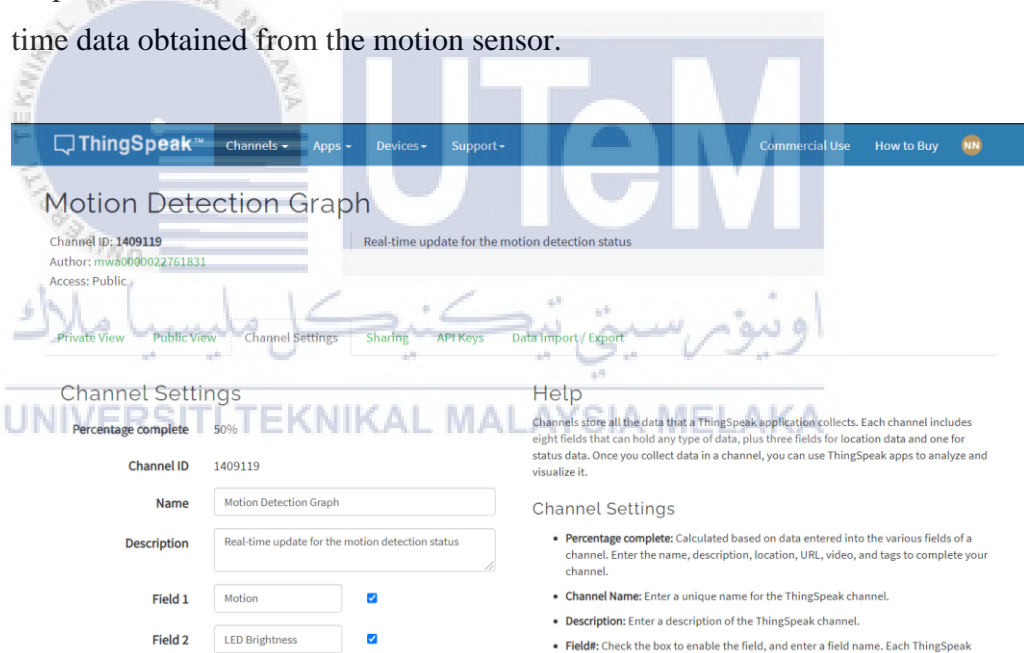 time data obtained from the motion sensor.
UTeM
ThingSpeak™ Channels Apps Devices Support Commercial Use How to Buy NN
Motion Detection Graph
Channel ID: 1409119
Real-time update for the motion detection status
Author: mwa0000022761831
Access: Public
اونيۏرسيتي تيكنيكل مليسيا ملاك
Private View Public View Channel Settings Sharing API Keys Data Import / Export
Channel Settings
UNIVERSITI TEKNIKAL MALAYSIA MELAKA
Percentage complete 50%
Channel ID 1409119
Name Motion Detection Graph
Description Real-time update for the motion detection status
Field 1 Motion
Field 2 LED Brightness
Help
Channels store all the data that a ThingSpeak application collects. Each channel includes
eight fields that can hold any type of data, plus three fields for location data and one for
status data. Once you collect data in a channel, you can use ThingSpeak apps to analyze and
visualize it.
Channel Settings
• Percentage complete: Calculated based on data entered into the various fields of a
channel. Enter the name, description, location, URL, video, and tags to complete your
channel.
• Channel Name: Enter a unique name for the ThingSpeak channel.
• Description: Enter a description of the ThingSpeak channel.
• Field#: Check the box to enable the field, and enter a field name. Each ThingSpeak